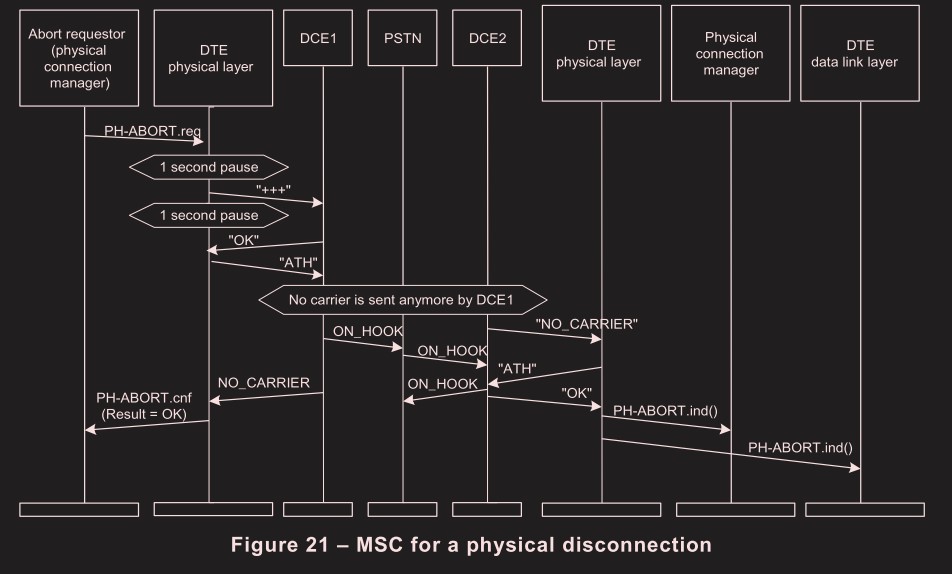 Abort requestor
(physical
connection
manager)
DTE
physical layer
DCE1
PSTN
DCE2
DTE
physical layer
Physical
connection
manager
DTE
data link layer
PH-ABORT.req
1 second pause
"+++"
1 second pause
"OK"
"ATH"
No carrier is sent anymore by DCE1
"NO_CARRIER"
ON_HOOK
ON_HOOK
"ATH"
NO_CARRIER
ON_HOOK
"OK"
PH-ABORT.cnf
(Result = OK)
PH-ABORT.ind()
PH-ABORT.ind()
Figure 21 – MSC for a physical disconnection